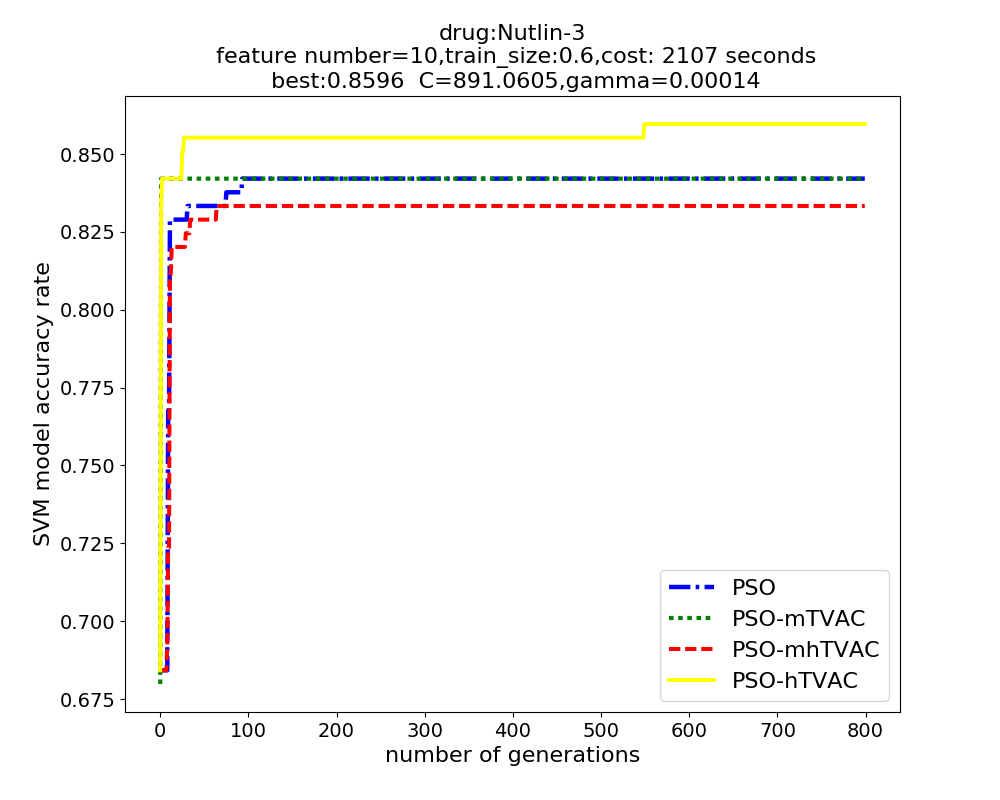 drug:Nutlin-3
feature number=10,train_size:0.6,cost: 2107 seconds
best:0.8596  C=891.0605,gamma=0.00014
SVM model accuracy rate
0.850
0.825
0.800
0.775
0.750
0.725
0.700
0.675
PSO
PSO-mTVAC
PSO-mhTVAC
PSO-hTVAC
0 100 200 300 400 500 600 700 800
number of generations